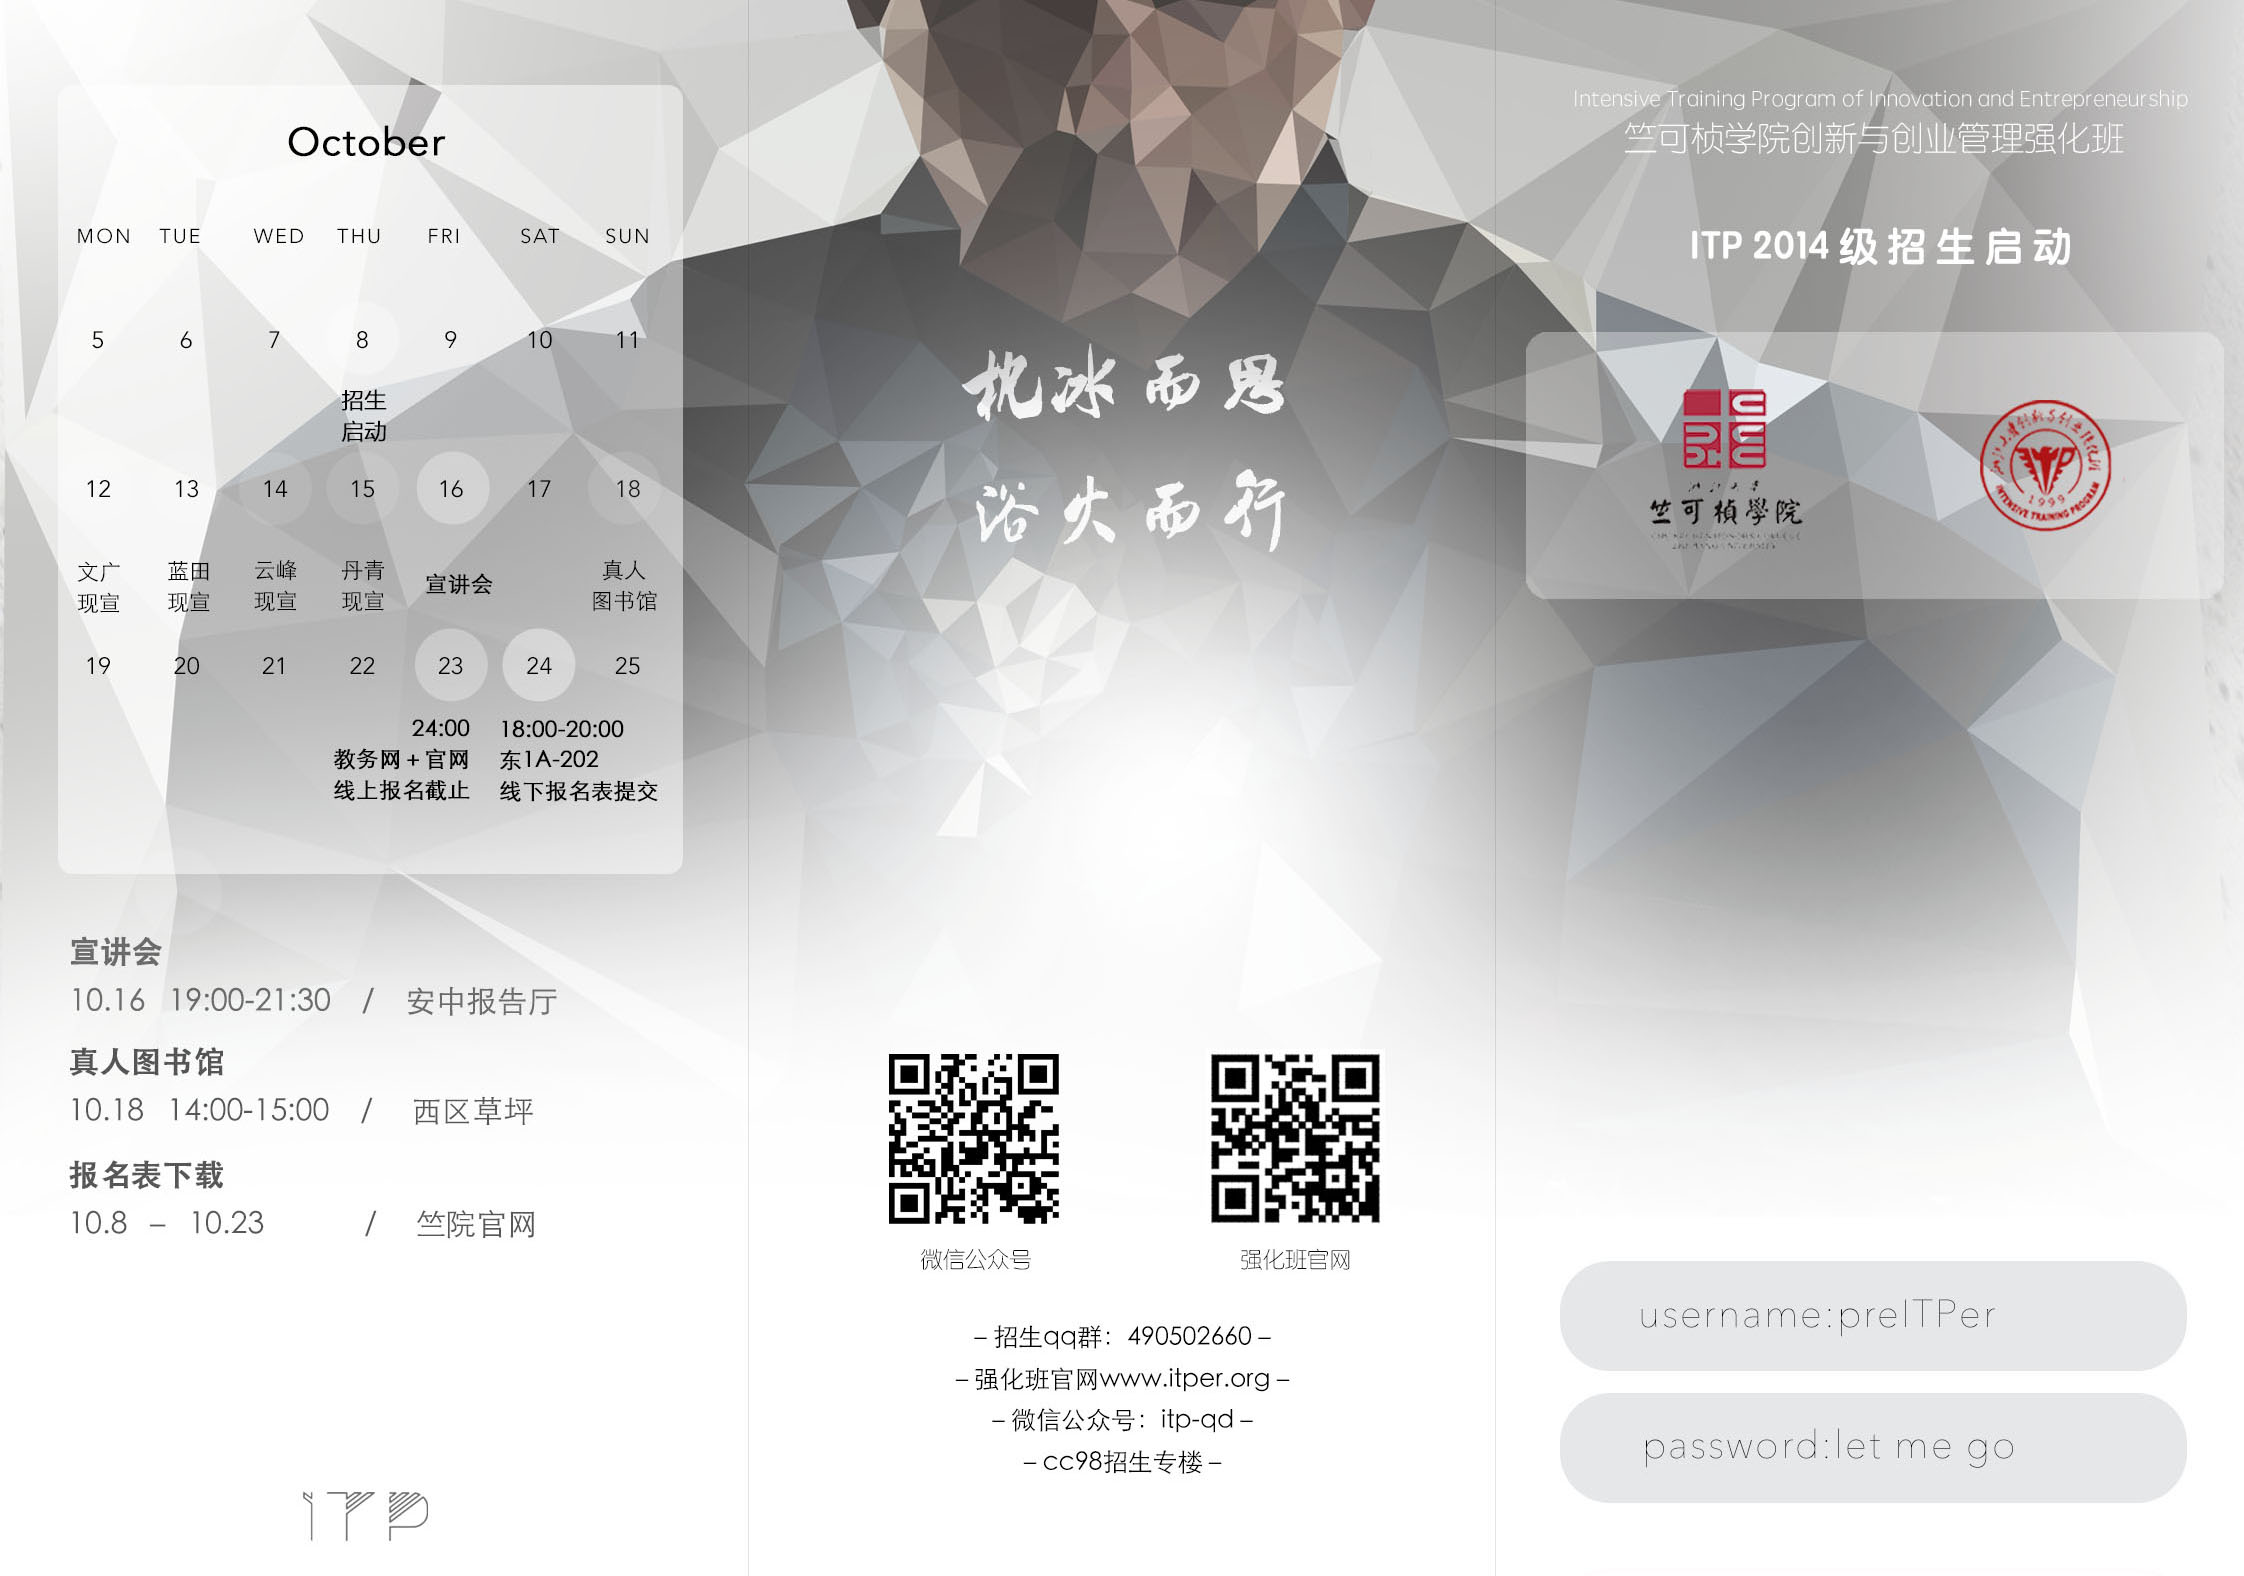 October
MON TUE WED THU FRI SAT SUN
5 6 7 8 9 10 11
招生
启动
12 13 14 15 16 17 18
文广 蓝田 云峰 丹青 宣讲会 真人
现宣 现宣 现宣 现宣 图书馆
19 20 21 22 23 24 25
24:00 18:00-20:00
教务网+官网 东1A-202
线上报名截止 线下报名表提交
宣讲会
10.16 19:00-21:30 / 安中报告厅
真人图书馆
10.18 14:00-15:00 / 西区草坪
报名表下载
10.8 – 10.23 / 竺院官网
ITP
枕冰而思
浴火而行
微信公众号
强化班官网
– 招生qq群：490502660 –
– 强化班官网www.itper.org –
– 微信公众号：itp-qd –
– cc98招生专楼 –
Intensive Training Program of Innovation and Entrepreneurship
竺可桢学院创新与创业管理强化班
ITP 2014级招生启动
竺可楨學院
INTENSIVE TRAINING PROGRAM
1999
username:preITPer
password:let me go